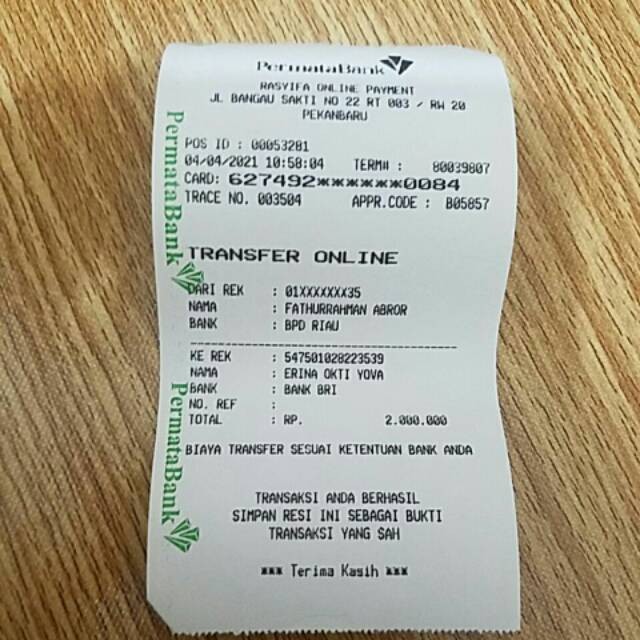 PermataBank
RASYIFA ONLINE PAYMENT
JL BANGAU SAKTI NO 22 RT 003 / RW 20
PEKANBARU
POS ID : 00053281
04/04/2021 10:58:04 TERM# : 80039807
CARD: 627492******0084
TRACE NO. 003504 APPR.CODE : B05857
TRANSFER ONLINE
DARI REK : 01XXXXXXX35
NAMA : FATHURRAHMAN ABROR
BANK : BPD RIAU
KE REK : 547501028223539
NAMA : ERINA OKTI YOVA
BANK : BANK BRI
NO. REF :
TOTAL : RP. 2.000.000
BIAYA TRANSFER SESUAI KETENTUAN BANK ANDA
TRANSAKSI ANDA BERHASIL
SIMPAN RESI INI SEBAGAI BUKTI
TRANSAKSI YANG SAH
*** Terima Kasih ***
PermataBank
PermataBank